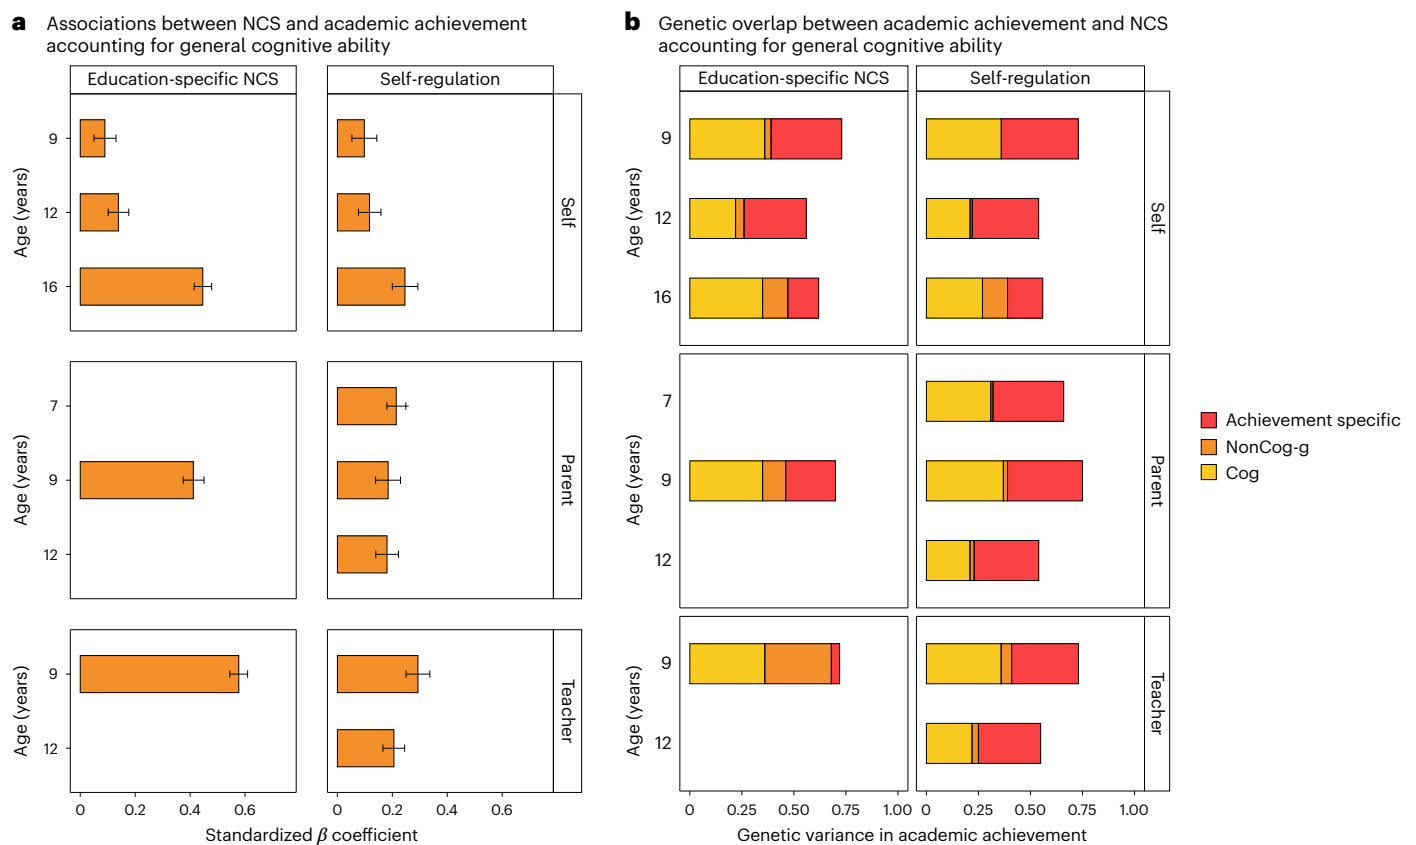 a Associations between NCS and academic achievement
accounting for general cognitive ability
Education-specific NCS
Self-regulation
Age (years)
9
12
16
Self
Age (years)
7
9
12
Parent
Age (years)
9
12
Teacher
0 0.2 0.4 0.6
0 0.2 0.4 0.6
Standardized β coefficient
b Genetic overlap between academic achievement and NCS
accounting for general cognitive ability
Education-specific NCS
Self-regulation
Age (years)
9
12
16
Self
Age (years)
7
9
12
Parent
Age (years)
9
12
Teacher
0 0.25 0.50 0.75 1.00
0 0.25 0.50 0.75 1.00
Genetic variance in academic achievement
Achievement specific
NonCog-g
Cog